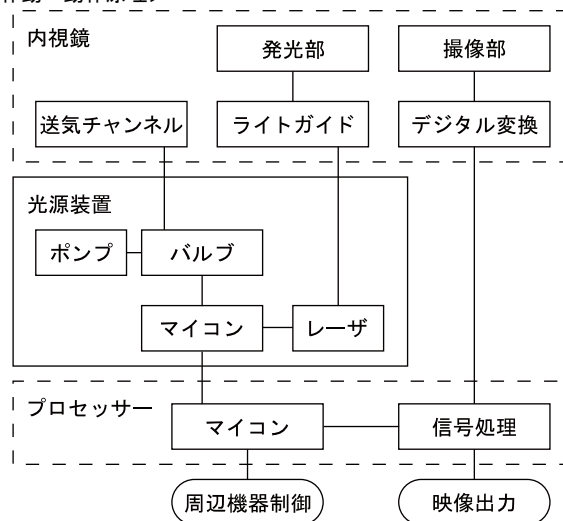 内視鏡
発光部
撮像部
送気チャンネル
ライトガイド
デジタル変換
光源装置
ポンプ
バルブ
マイコン
レーザ
プロセッサー
マイコン
信号処理
周辺機器制御
映像出力